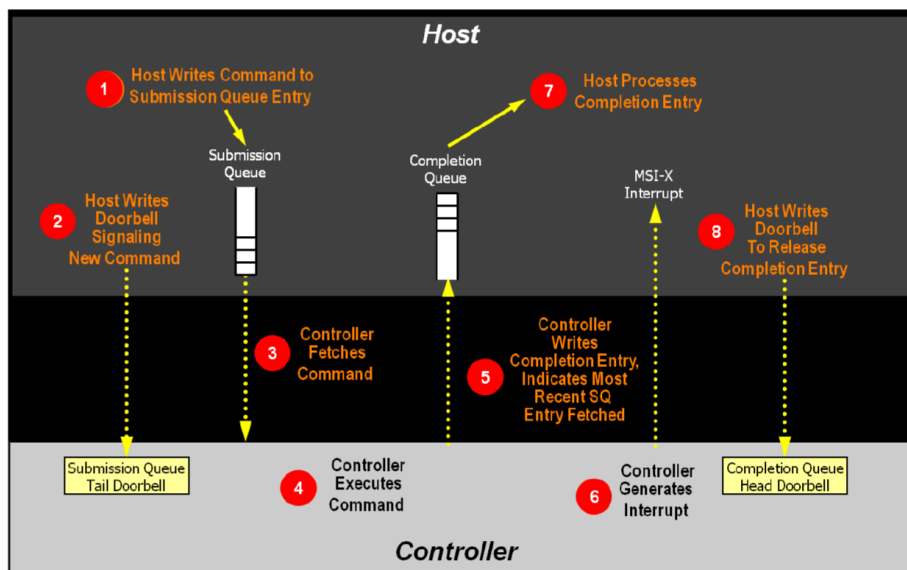 Host
1
Host Writes Command to
Submission Queue Entry
7
Host Processes
Completion Entry
Submission
Queue
Completion
Queue
MSI-X
Interrupt
2
Host Writes
Doorbell
Signaling
New Command
8
Host Writes
Doorbell
To Release
Completion Entry
3
Controller
Fetches
Command
5
Controller
Writes
Completion Entry,
Indicates Most
Recent SQ
Entry Fetched
Submission Queue
Tail Doorbell
4
Controller
Executes
Command
6
Controller
Generates
Interrupt
Completion Queue
Head Doorbell
Controller